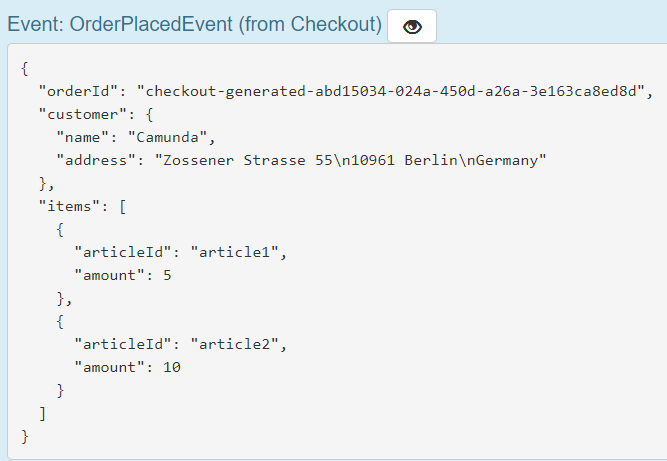 Event: OrderPlacedEvent (from Checkout)
{
  "orderId": "checkout-generated-abd15034-024a-450d-a26a-3e163ca8ed8d",
  "customer": {
    "name": "Camunda",
    "address": "Zossener Strasse 55\n10961 Berlin\nGermany"
  },
  "items": [
    {
      "articleId": "article1",
      "amount": 5
    },
    {
      "articleId": "article2",
      "amount": 10
    }
  ]
}